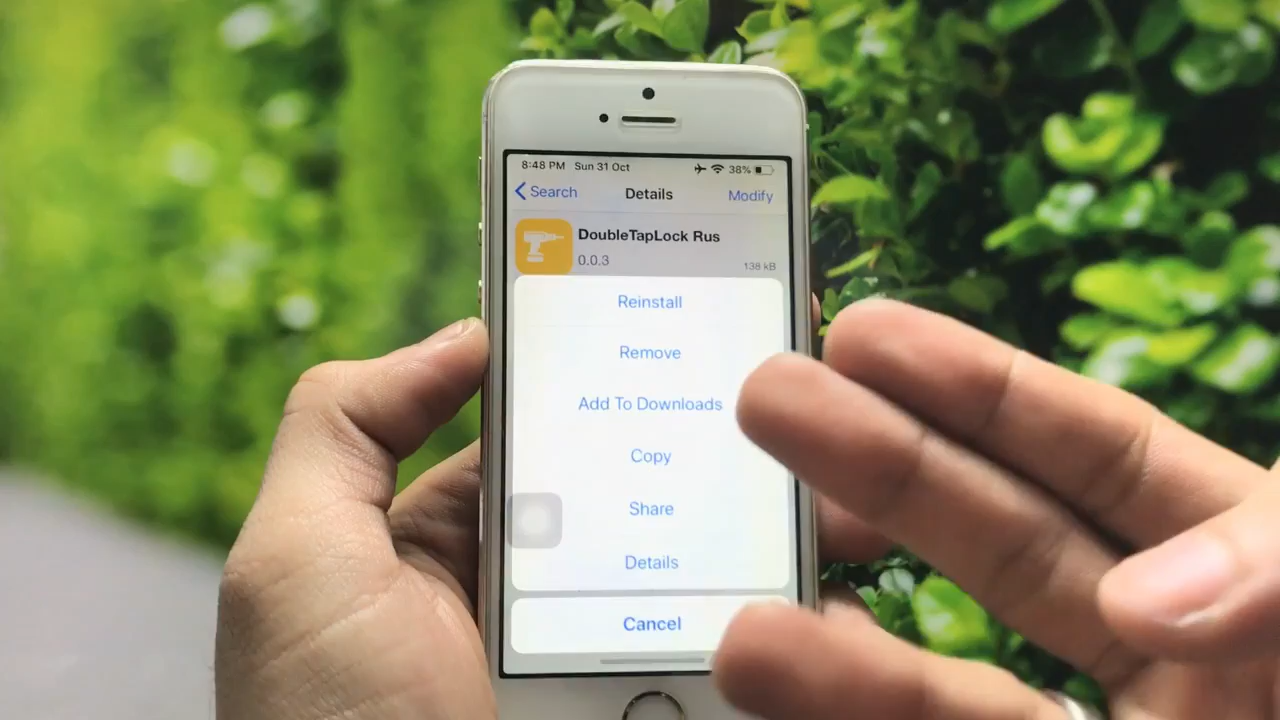 8:48 PM Sun 31 Oct 38%
Search Details Modify
DoubleTapLock Rus
0.0.3 138 kB
Reinstall
Remove
Add To Downloads
Copy
Share
Details
Cancel